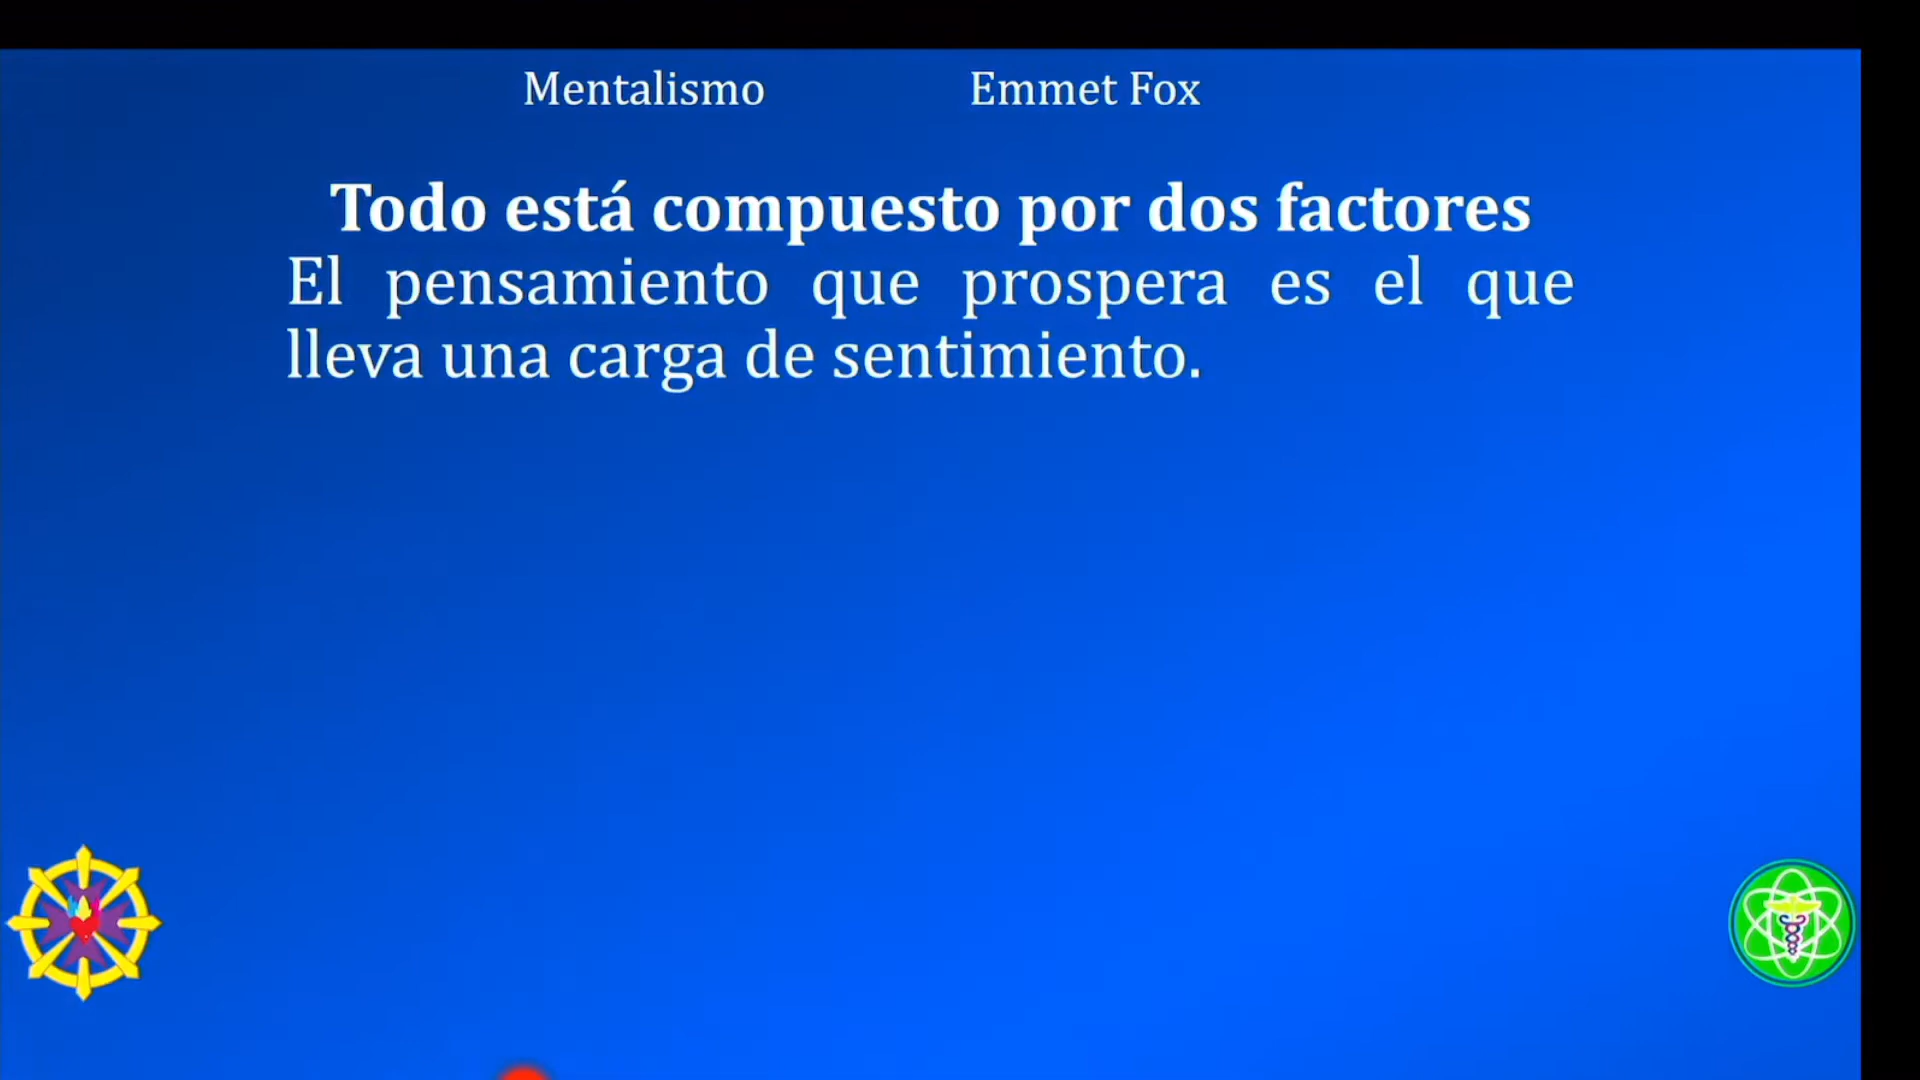 Mentalismo Emmet Fox
Todo está compuesto por dos factores
El pensamiento que prospera es el que
lleva una carga de sentimiento.